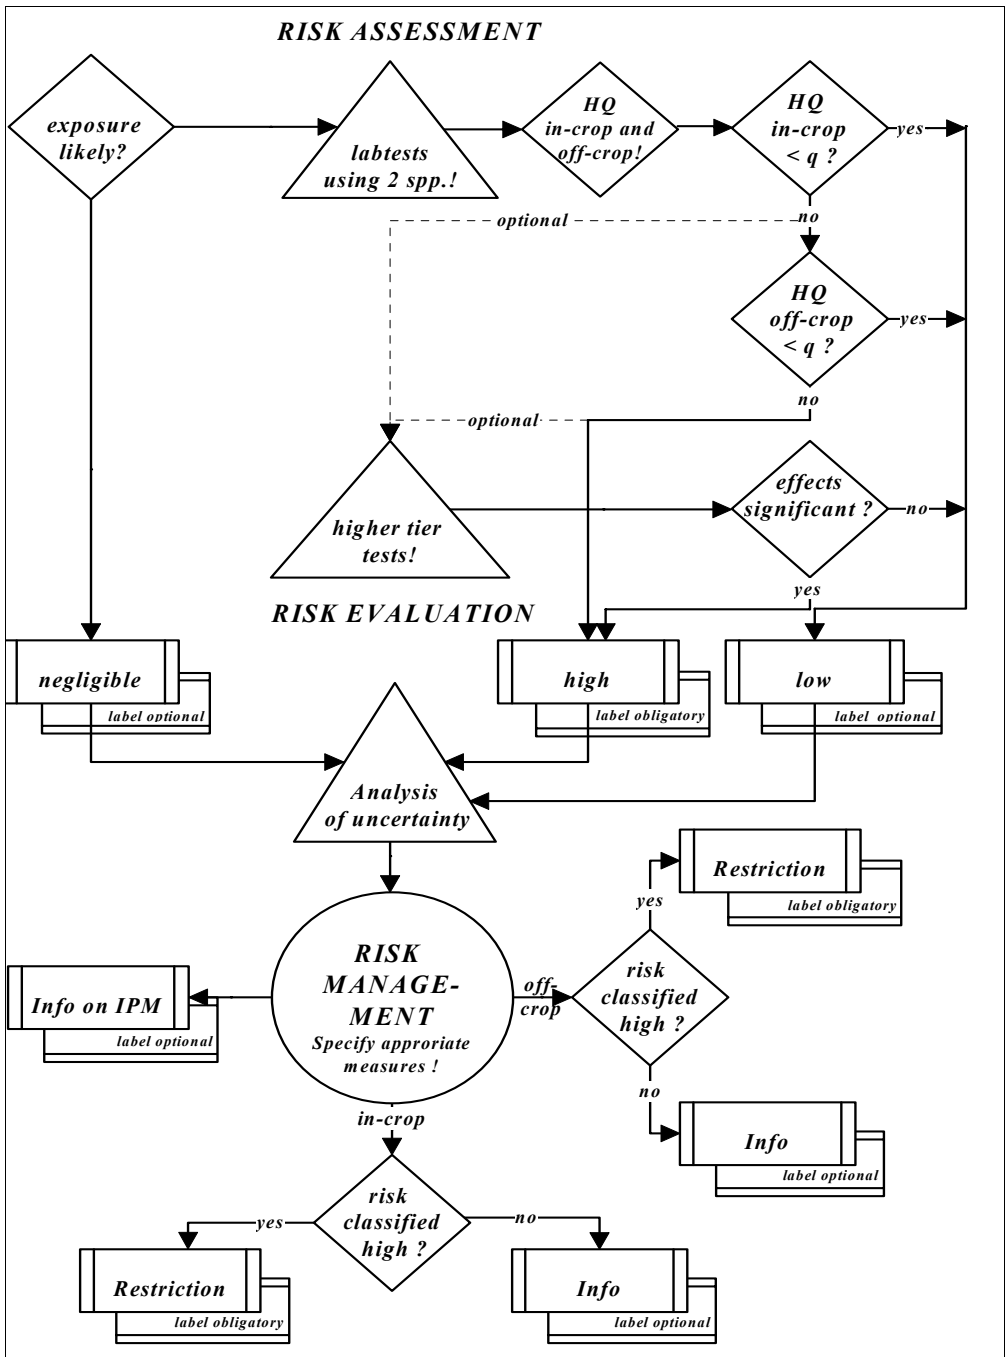 RISK ASSESSMENT
exposure
likely?
labtests
using 2 spp.!
HQ
in-crop and
off-crop!
HQ
in-crop
< q ?
yes
no
optional
HQ
off-crop
< q ?
yes
no
optional
higher tier
tests!
effects
significant ?
no
yes
RISK EVALUATION
negligible
label optional
high
label obligatory
low
label optional
Analysis
of uncertainty
RISK
MANAGE-
MENT
Specify approriate
measures !
Info on IPM
label optional
off-
crop
risk
classified
high ?
yes
Restriction
label obligatory
no
Info
label optional
in-crop
risk
classified
high ?
yes
Restriction
label obligatory
no
Info
label optional